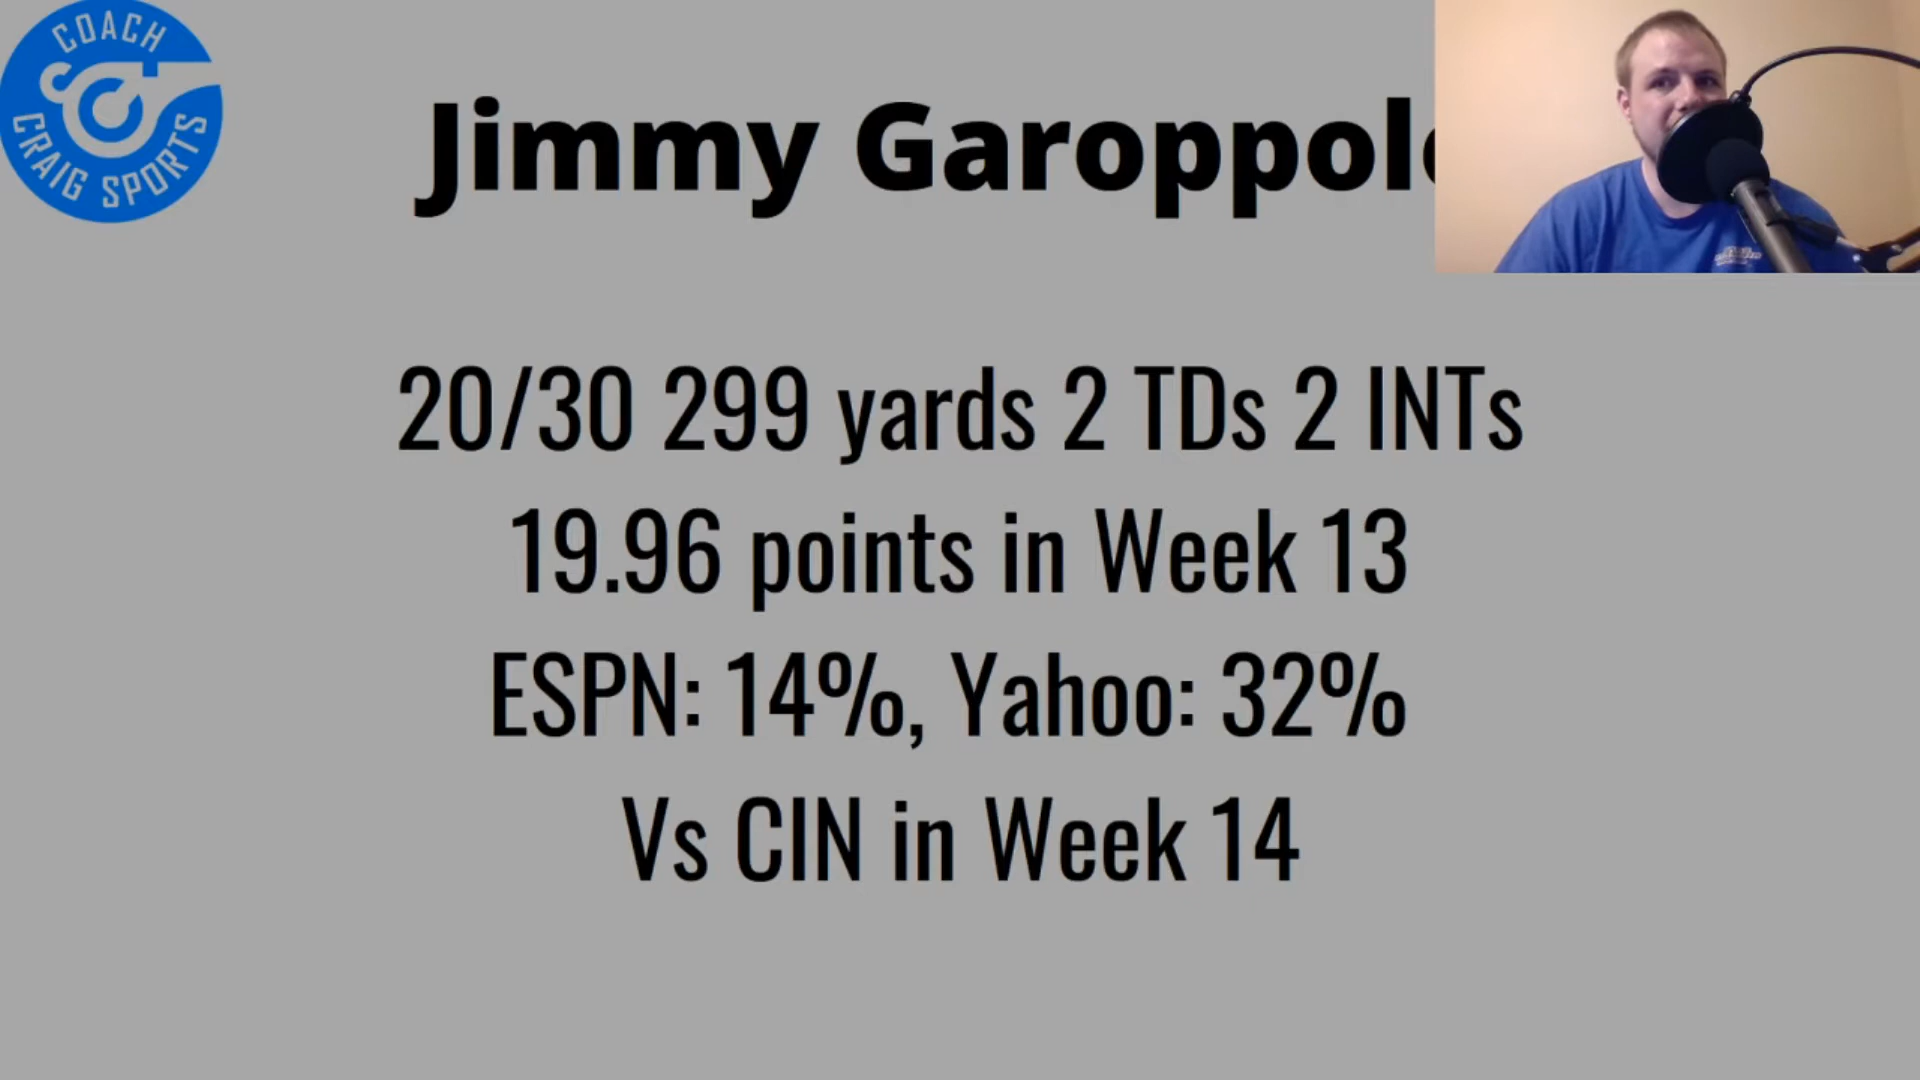 COACH
CRAIG SPORTS
Jimmy Garoppolo
20/30 299 yards 2 TDs 2 INTs
19.96 points in Week 13
ESPN: 14%, Yahoo: 32%
Vs CIN in Week 14